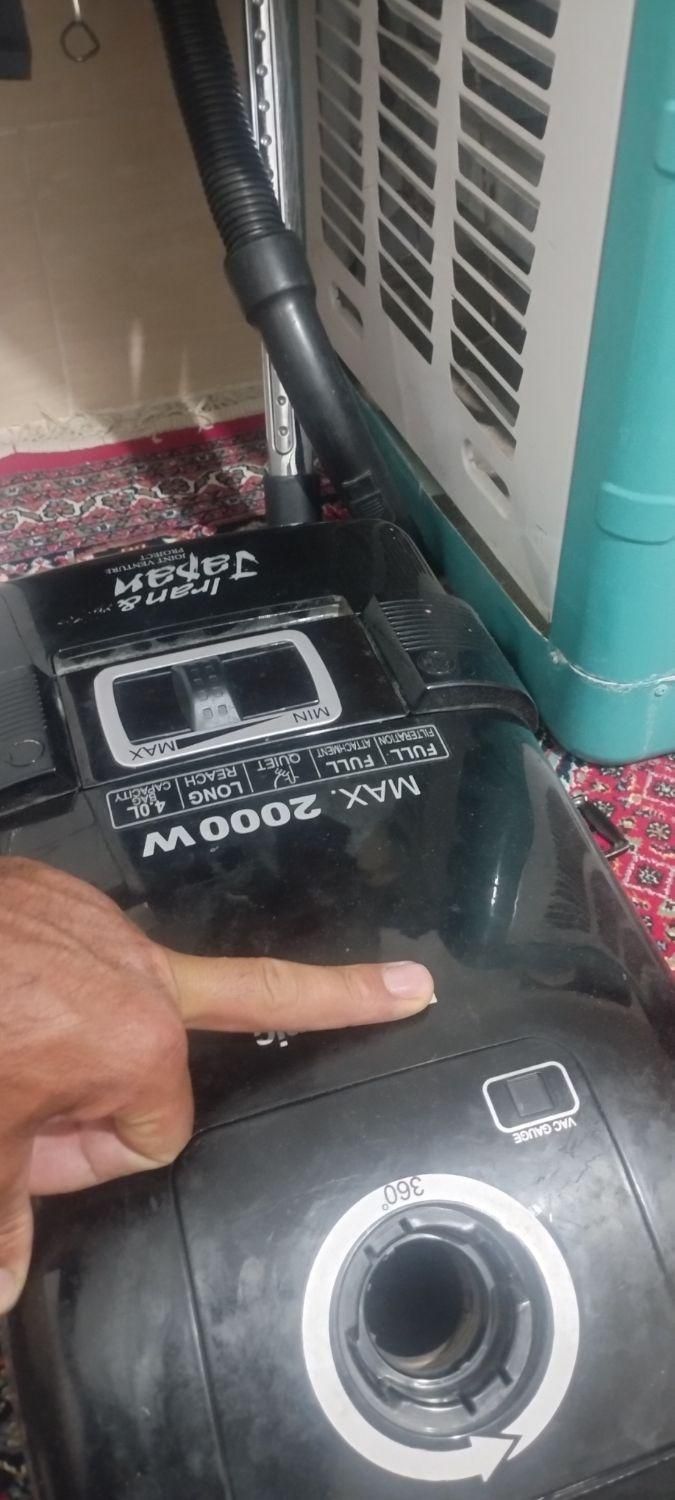 VAC GAUGE
360°
MAX. 2000W
FULL FILTERATION
FULL ATTACHMENT
QUIET
LONG REACH
4.0L BAG CAPACITY
MIN MAX
Iran &
Japan
JOINT VENTURE
PROJECT